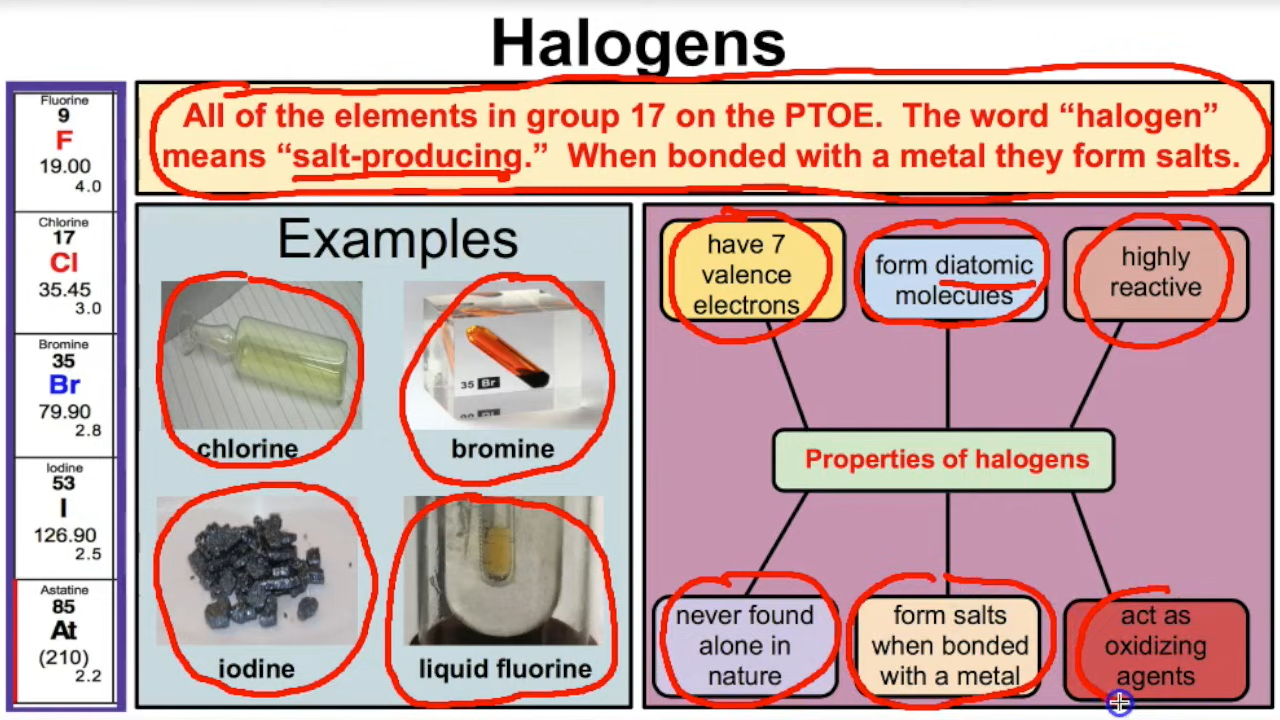 Halogens
All of the elements in group 17 on the PTOE. The word “halogen”
means “salt-producing.” When bonded with a metal they form salts.
Fluorine
9
F
19.00
4.0
Chlorine
17
Cl
35.45
3.0
Bromine
35
Br
79.90
2.8
Iodine
53
I
126.90
2.5
Astatine
85
At
(210)
2.2
Examples
35 Br
chlorine
bromine
iodine
liquid fluorine
have 7
valence
electrons
form diatomic
molecules
highly
reactive
Properties of halogens
never found
alone in
nature
form salts
when bonded
with a metal
act as
oxidizing
agents